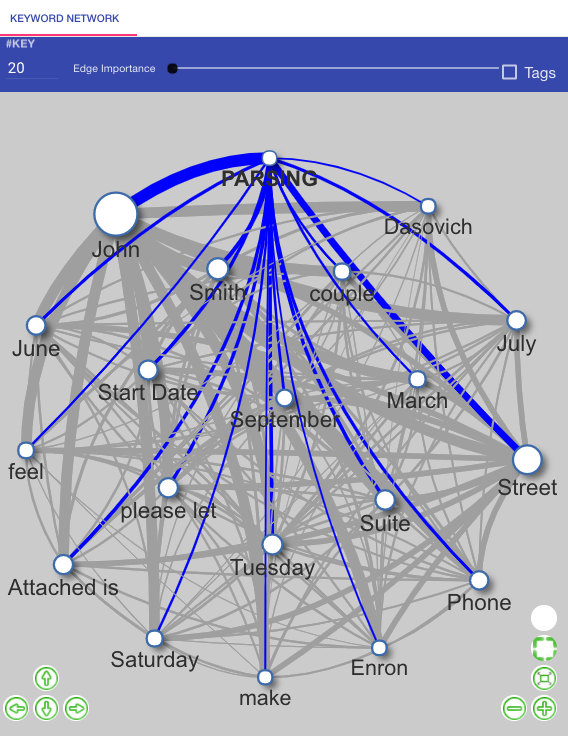 KEYWORD NETWORK
#KEY
20
Edge Importance
Tags
PARSING
John
Dasovich
Smith
couple
June
July
Start Date
September
March
feel
Street
please let
Suite
Tuesday
Attached is
Phone
Saturday
Enron
make